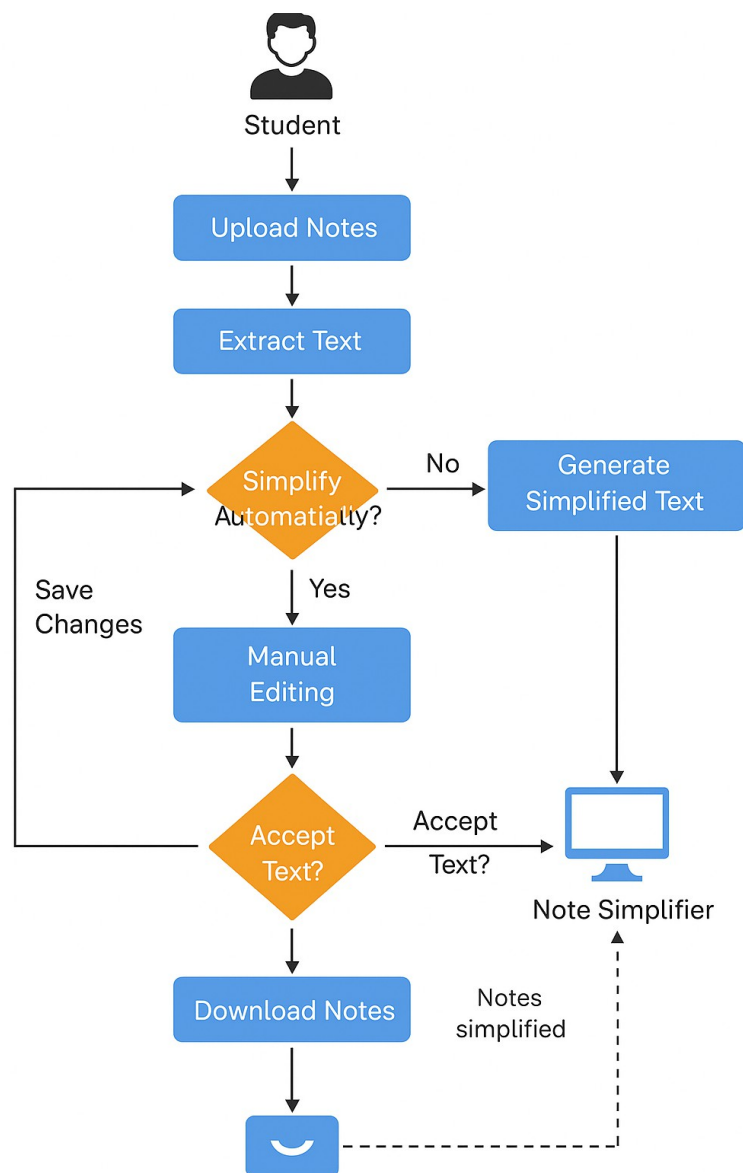 Student
Upload Notes
Extract Text
Simplify
Automatially?
No
Generate
Simplified Text
Yes
Save
Changes
Manual
Editing
Accept
Text?
Accept
Text?
Note Simplifier
Download Notes
Notes
simplified